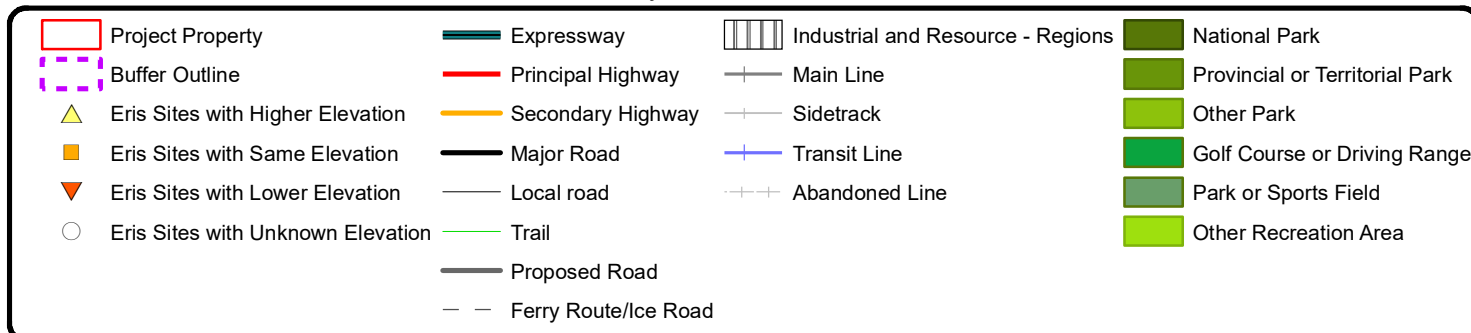 Project Property
Buffer Outline
Eris Sites with Higher Elevation
Eris Sites with Same Elevation
Eris Sites with Lower Elevation
Eris Sites with Unknown Elevation
Expressway
Principal Highway
Secondary Highway
Major Road
Local road
Trail
Proposed Road
Ferry Route/Ice Road
Industrial and Resource - Regions
Main Line
Sidetrack
Transit Line
Abandoned Line
National Park
Provincial or Territorial Park
Other Park
Golf Course or Driving Range
Park or Sports Field
Other Recreation Area